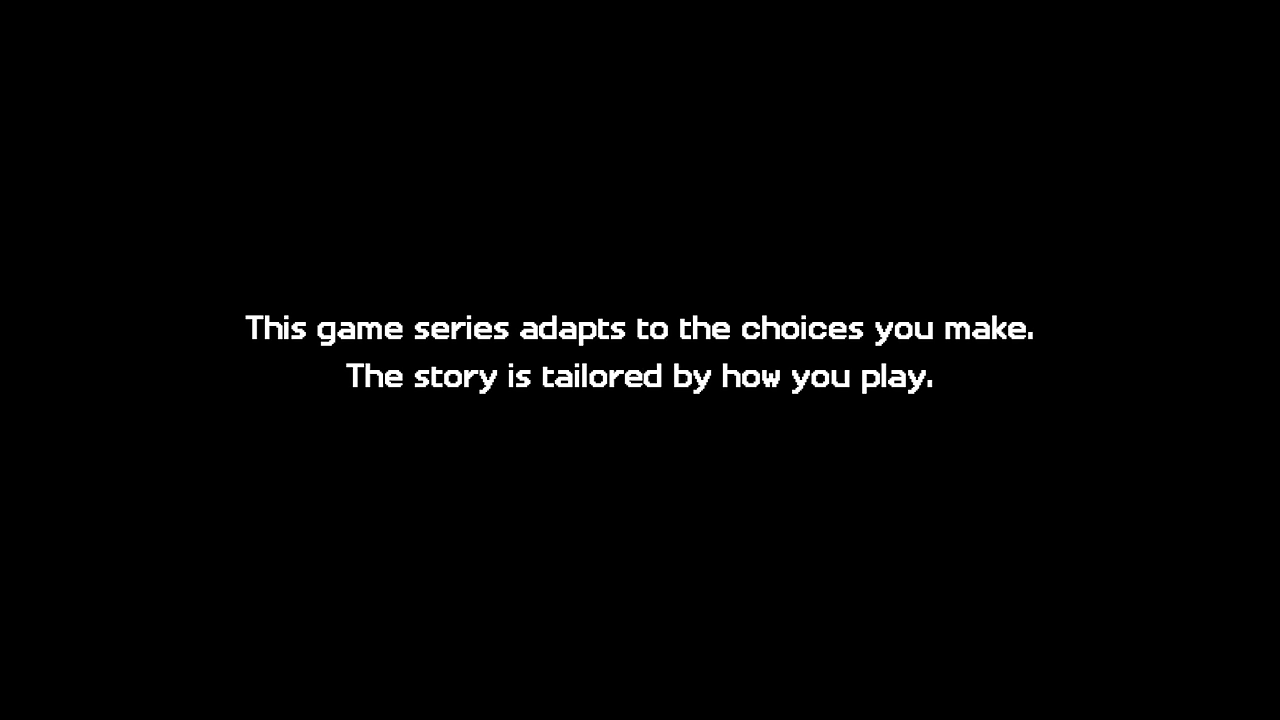 This game series adapts to the choices you make.
The story is tailored by how you play.